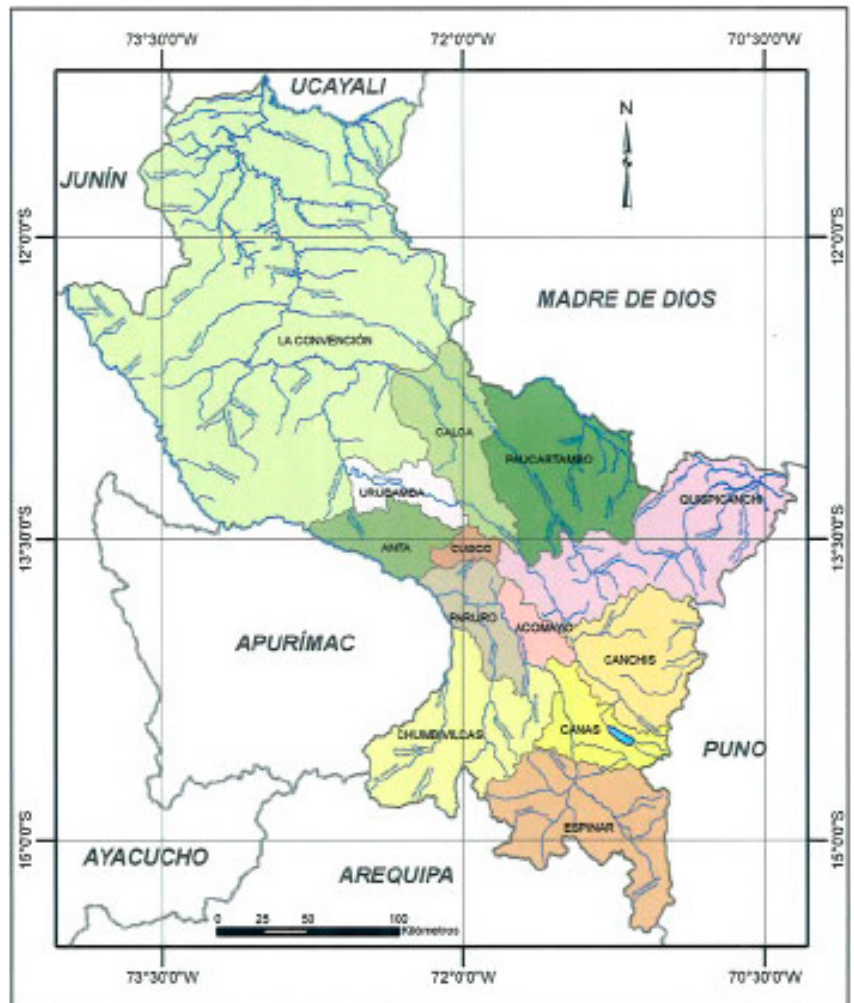 73°30'0"W 72°0'0"W 70°30'0"W
UCAYALI
N
JUNÍN
12°0'0"S 12°0'0"S
MADRE DE DIOS
LA CONVENCIÓN
CALCA
PAUCARTAMBO
URUBAMBA
QUISPICANCHI
13°30'0"S 13°30'0"S
ANTA
CUSCO
PARURO
ACOMAYO
APURÍMAC
CANCHIS
CHUMBIVILCAS
CANAS
PUNO
ESPINAR
15°0'0"S 15°0'0"S
AYACUCHO
AREQUIPA
0 25 50 100
Kilómetros
73°30'0"W 72°0'0"W 70°30'0"W